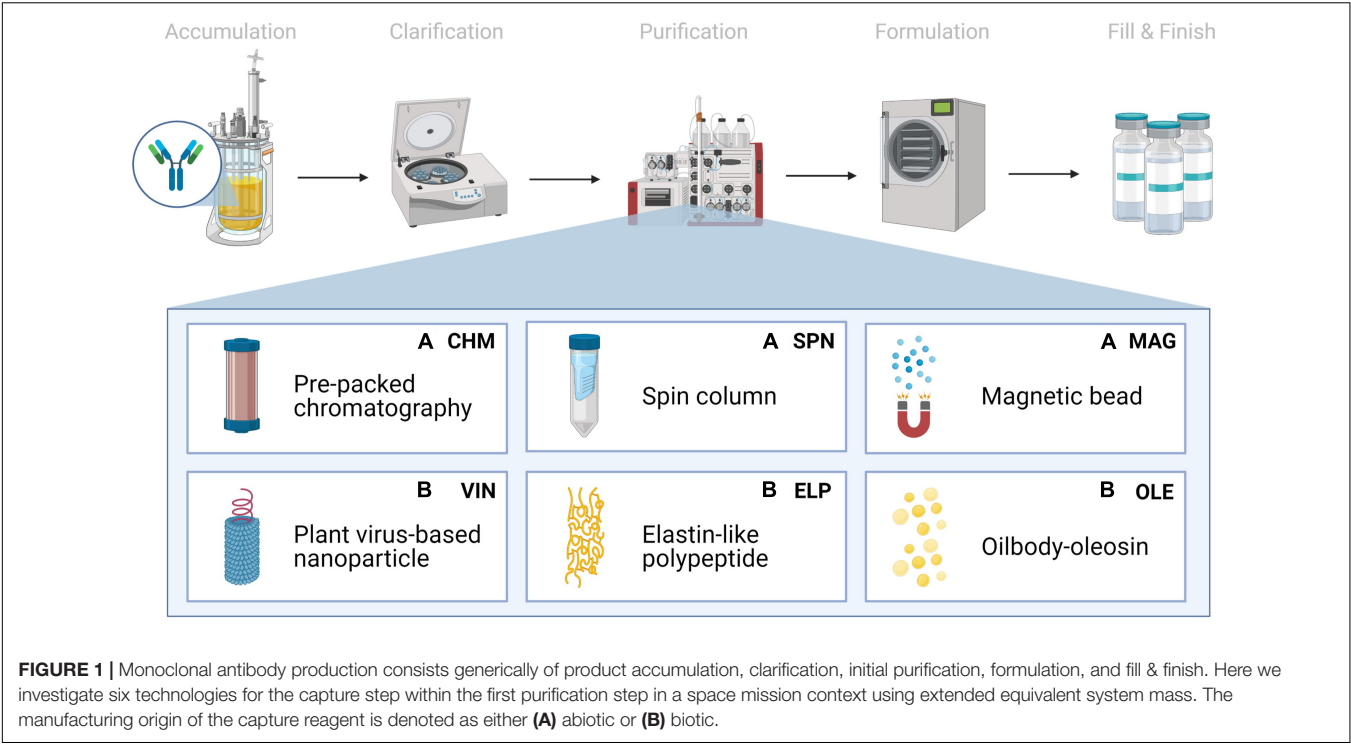 Accumulation
Clarification
Purification
Formulation
Fill & Finish
A CHM
Pre-packed
chromatography
A SPN
Spin column
A MAG
Magnetic bead
B VIN
Plant virus-based
nanoparticle
B ELP
Elastin-like
polypeptide
B OLE
Oilbody-oleosin
FIGURE 1 | Monoclonal antibody production consists generically of product accumulation, clarification, initial purification, formulation, and fill & finish. Here we
investigate six technologies for the capture step within the first purification step in a space mission context using extended equivalent system mass. The
manufacturing origin of the capture reagent is denoted as either (A) abiotic or (B) biotic.